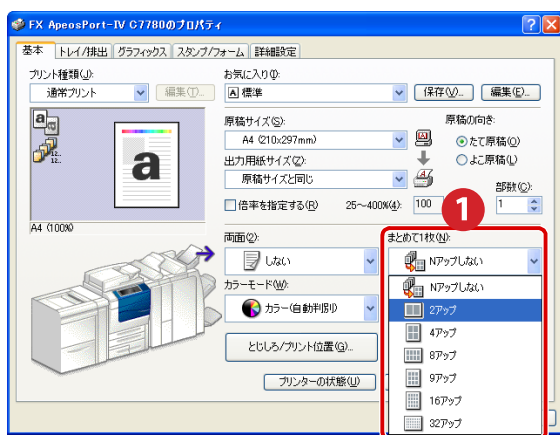 FX ApeosPort-IV C7780のプロパティ
基本 トレイ/排出 グラフィックス スタンプ/フォーム 詳細設定
プリント種類(J):
通常プリント 編集(T)...
お気に入り(I):
標準 保存(V)... 編集(E)...
原稿サイズ(S):
A4 (210x297mm)
原稿の向き:
たて原稿(O)
よこ原稿(L)
出力用紙サイズ(Z):
原稿サイズと同じ
倍率を指定する(R) 25～400%(4): 100
部数(C):
1
a
a
12..
12..
A4 (100%)
1
両面(2):
しない
まとめて1枚(N):
Nアップしない
Nアップしない
2アップ
4アップ
8アップ
9アップ
16アップ
32アップ
カラーモード(W):
カラー(自動判別)
とじしろ/プリント位置(G)...
プリンターの状態(U)